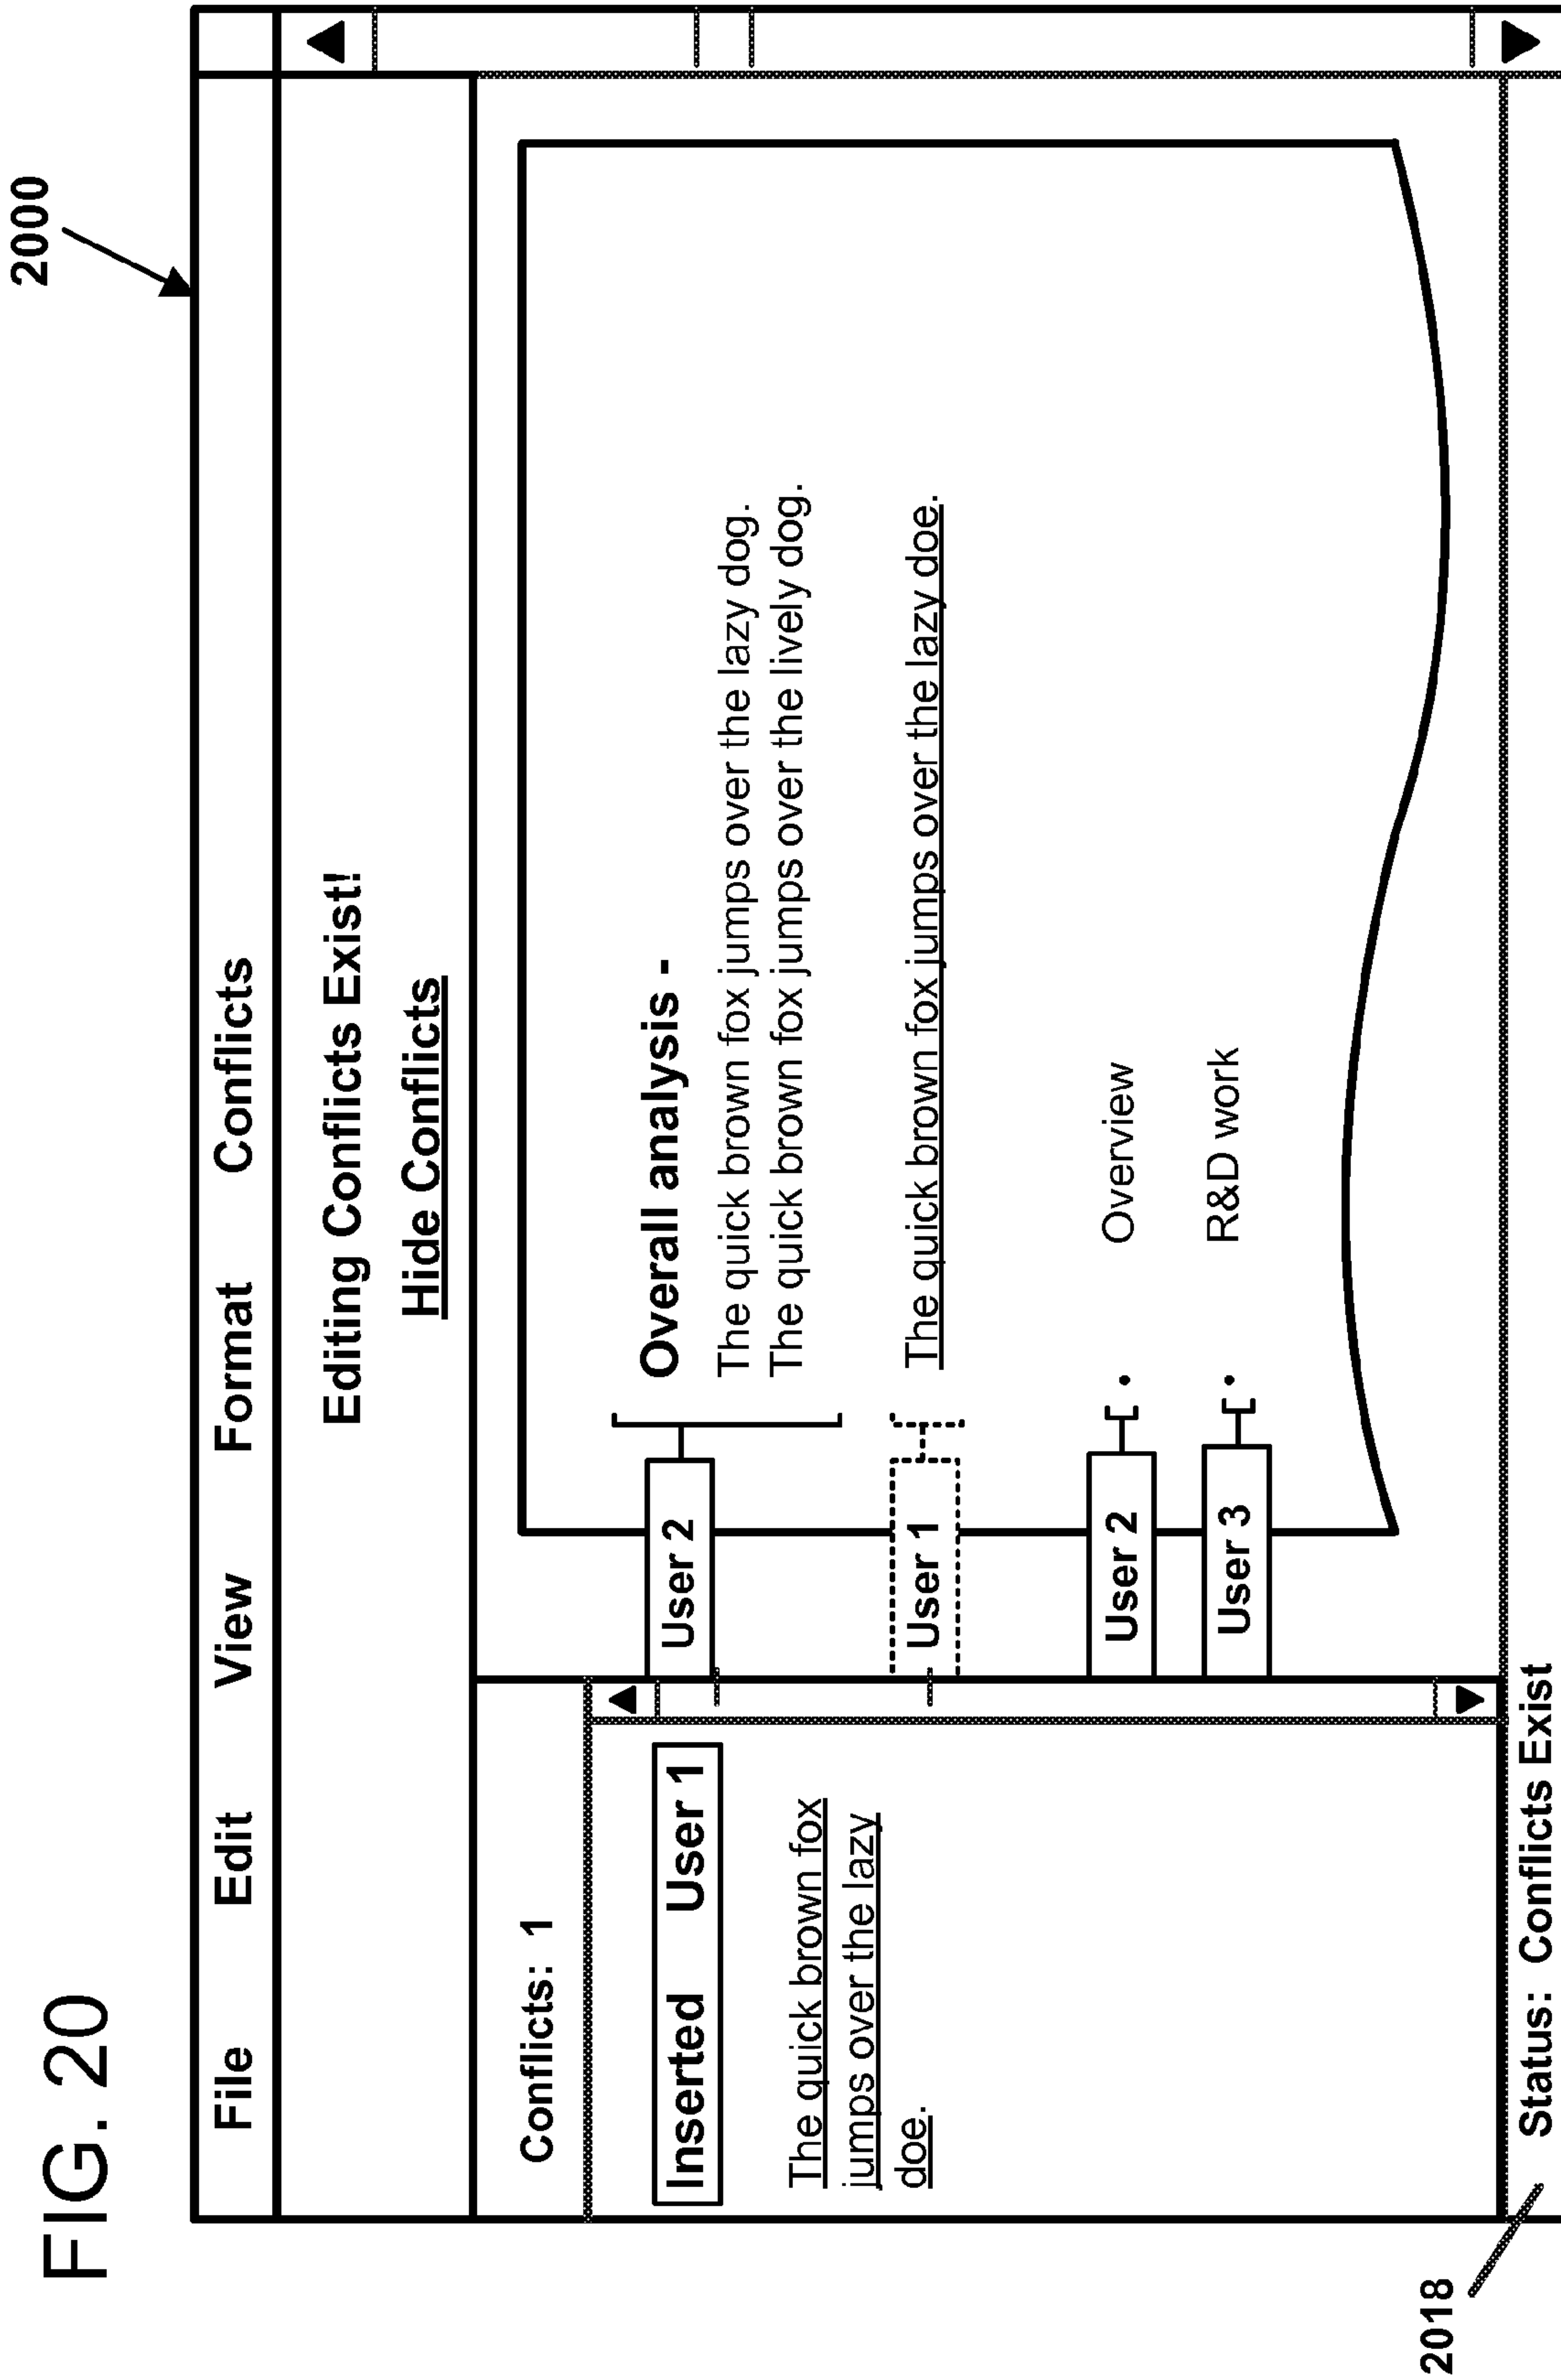 FIG. 20
2000
File Edit View Format Conflicts
Editing Conflicts Exist!
Hide Conflicts
Conflicts: 1
Inserted User 1
The quick brown fox
jumps over the lazy
doe.
User 2
Overall analysis -
The quick brown fox jumps over the lazy dog.
The quick brown fox jumps over the lively dog.
User 1
The quick brown fox jumps over the lazy doe.
User 2 • Overview
User 3 • R&D work
Status: Conflicts Exist
2018